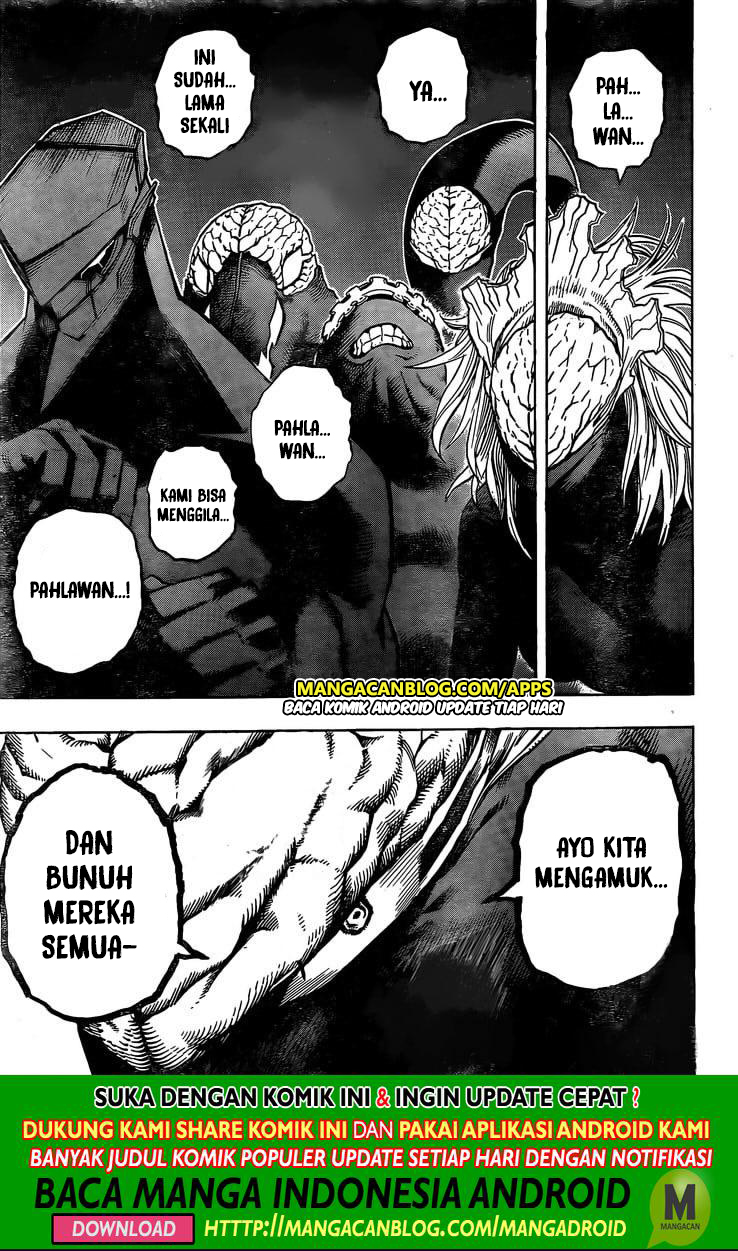 PAH...
LA...
WAN...
YA...
INI
SUDAH...
LAMA
SEKALI
PAHLA...
WAN...
KAMI BISA
MENGGILA...
PAHLAWAN...!
MANGACANBLOG.COM/APPS
BACA KOMIK ANDROID UPDATE TIAP HARI
AYO KITA
MENGAMUK...
DAN
BUNUH
MEREKA
SEMUA-
SUKA DENGAN KOMIK INI & INGIN UPDATE CEPAT ?
DUKUNG KAMI SHARE KOMIK INI DAN PAKAI APLIKASI ANDROID KAMI
BANYAK JUDUL KOMIK POPULER UPDATE SETIAP HARI DENGAN NOTIFIKASI
BACA MANGA INDONESIA ANDROID
DOWNLOAD
HTTTP://MANGACANBLOG.COM/MANGADROID
M
MANGACAN